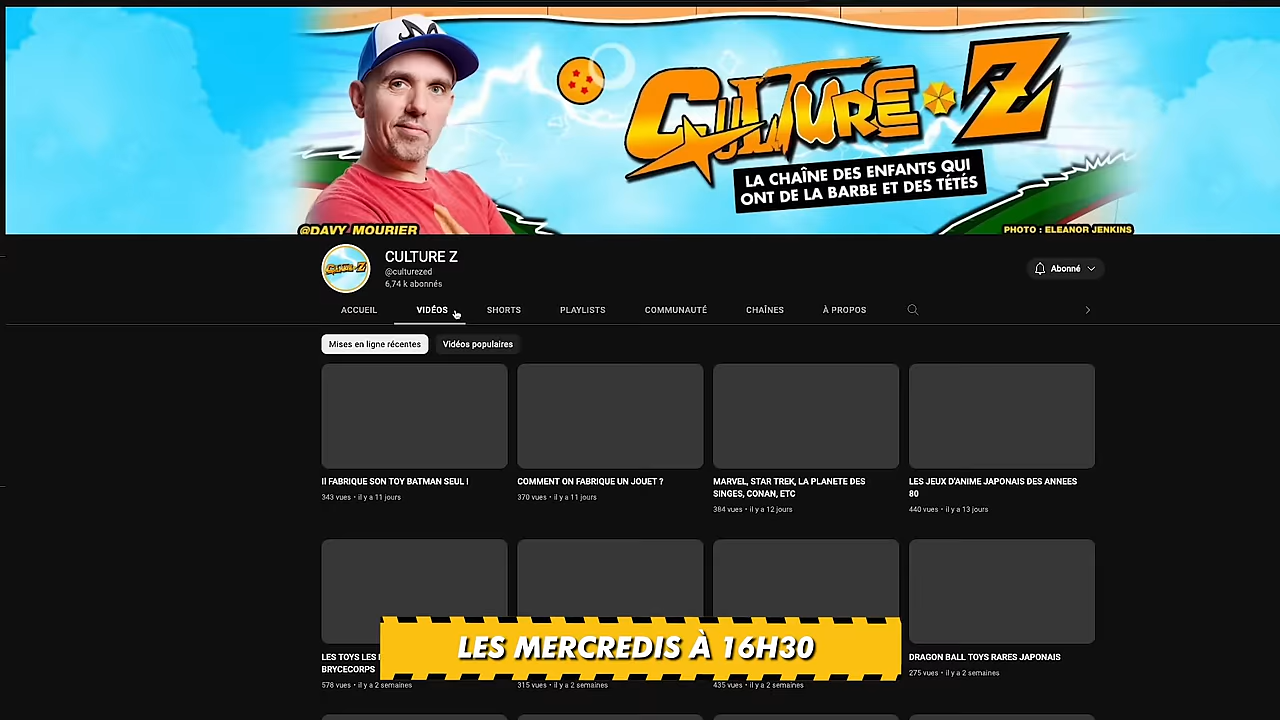 CULTURE Z
LA CHAÎNE DES ENFANTS QUI
ONT DE LA BARBE ET DES TÉTÉS
@DAVY MOURIER
PHOTO : ELEANOR JENKINS
CULTURE Z
@culturezed
6,74 k abonnés
Abonné
ACCUEIL VIDÉOS SHORTS PLAYLISTS COMMUNAUTÉ CHAÎNES À PROPOS
Mises en ligne récentes Vidéos populaires
Il FABRIQUE SON TOY BATMAN SEUL !
343 vues • il y a 11 jours
COMMENT ON FABRIQUE UN JOUET ?
370 vues • il y a 11 jours
MARVEL, STAR TREK, LA PLANETE DES
SINGES, CONAN, ETC
384 vues • il y a 12 jours
LES JEUX D'ANIME JAPONAIS DES ANNEES
80
440 vues • il y a 13 jours
LES TOYS LES
BRYCECORPS
578 vues • il y a 2 semaines
315 vues • il y a 2 semaines
435 vues • il y a 2 semaines
DRAGON BALL TOYS RARES JAPONAIS
275 vues • il y a 2 semaines
LES MERCREDIS À 16H30